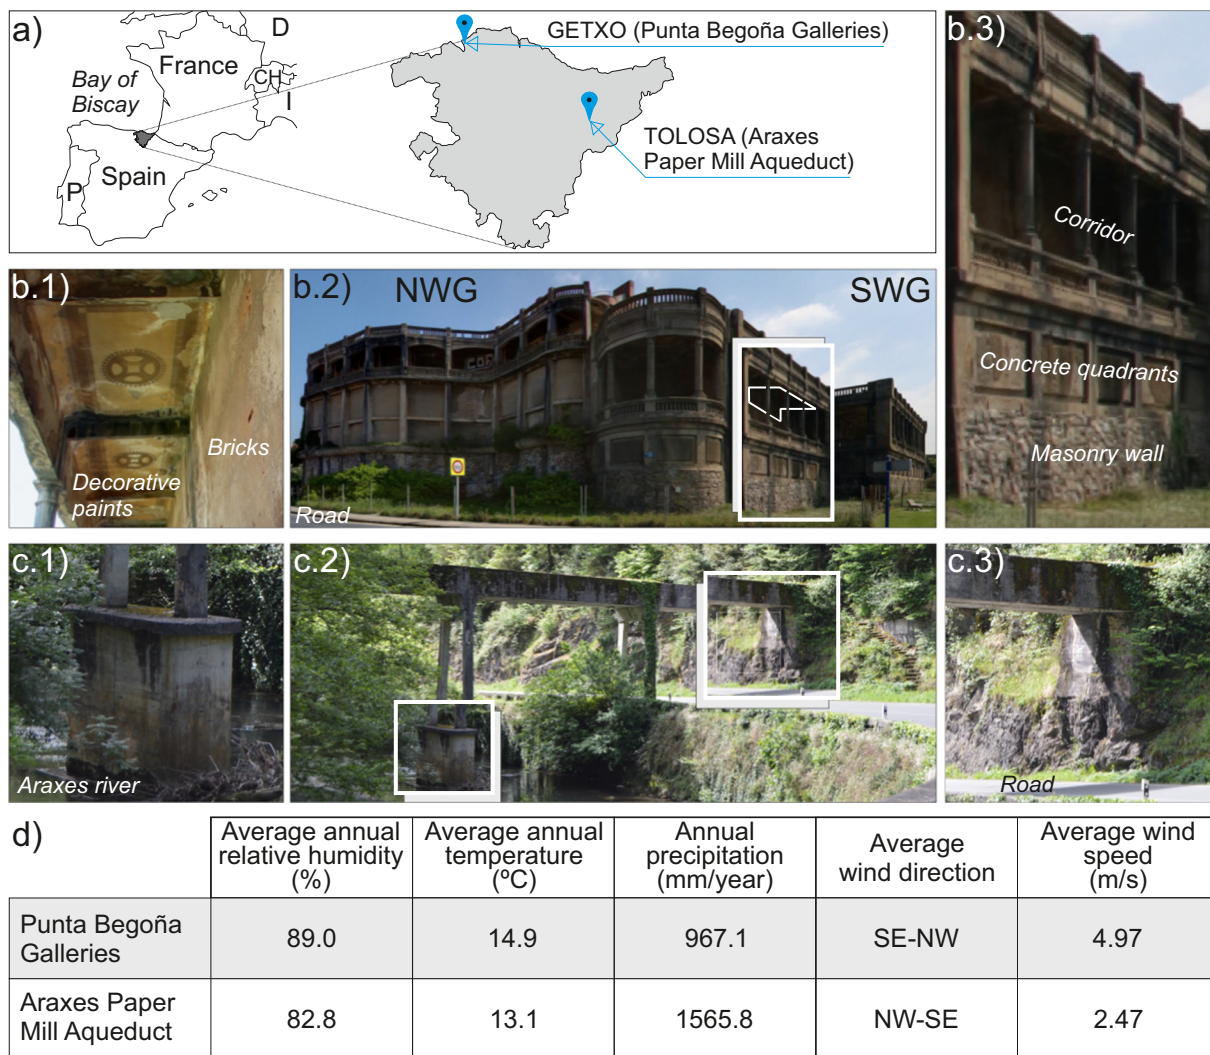 a)
D
France
CH
I
Bay of
Biscay
Spain
P
GETXO (Punta Begoña Galleries)
TOLOSA (Araxes
Paper Mill Aqueduct)
b.3)
Corridor
Concrete quadrants
Masonry wall
b.1)
Bricks
Decorative
paints
b.2)
NWG
SWG
Road
c.1)
Araxes river
c.2)
c.3)
Road
d)
Average annual
relative humidity
(%)
Average annual
temperature
(ºC)
Annual
precipitation
(mm/year)
Average
wind direction
Average wind
speed
(m/s)
Punta Begoña
Galleries
89.0
14.9
967.1
SE-NW
4.97
Araxes Paper
Mill Aqueduct
82.8
13.1
1565.8
NW-SE
2.47